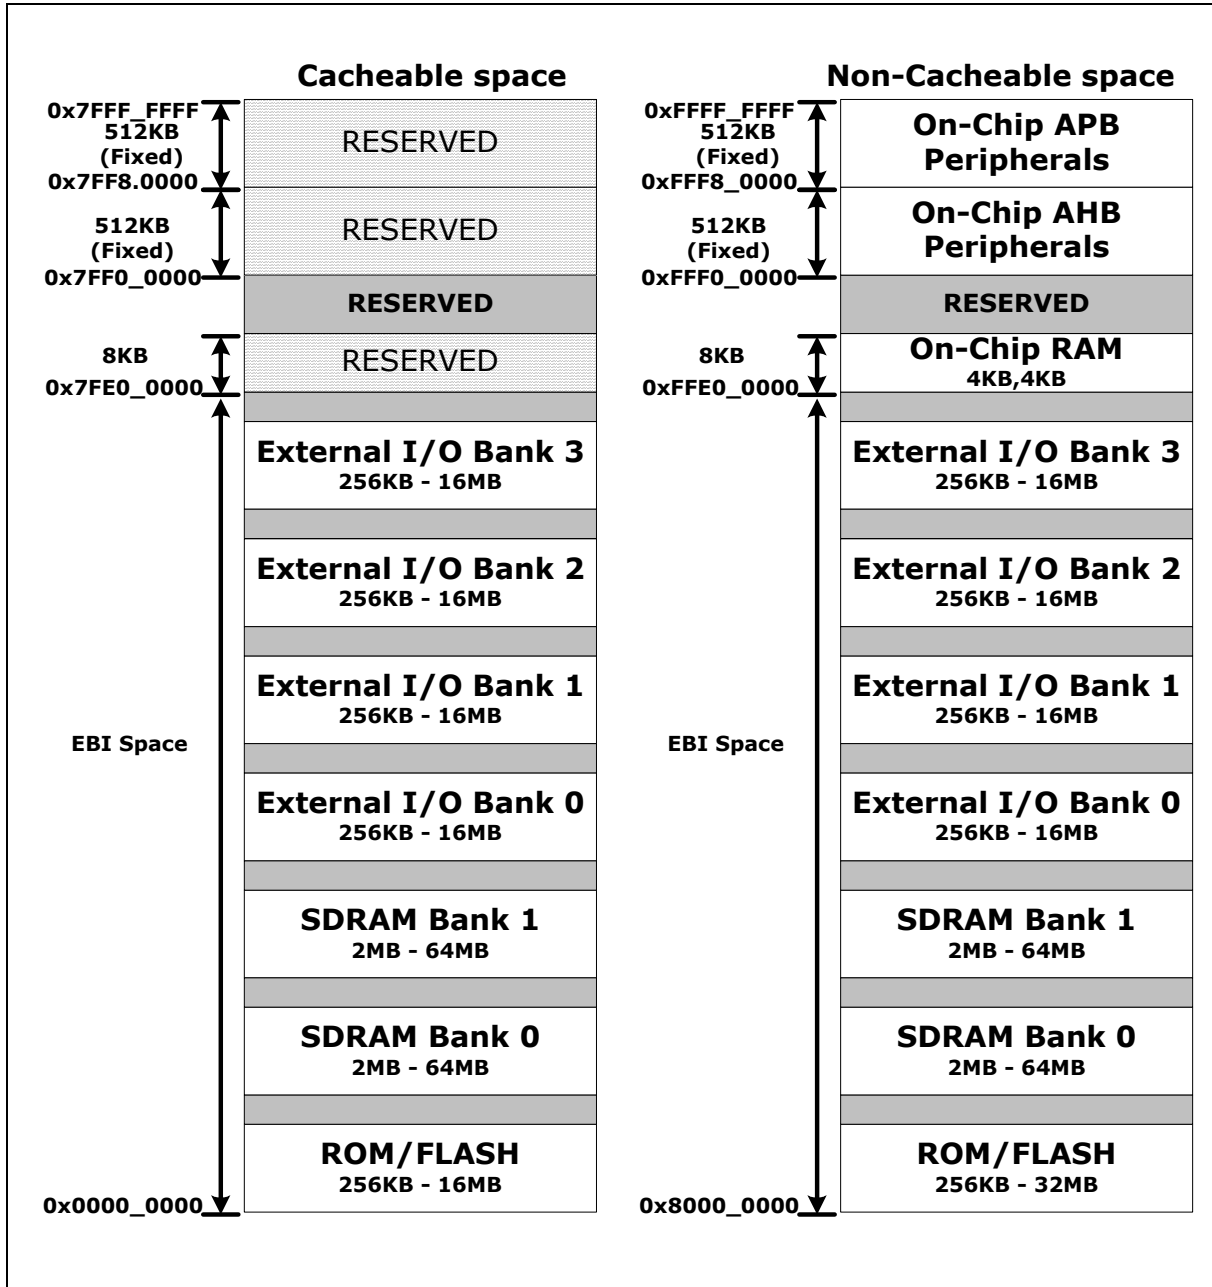 Cacheable space
0x7FFF_FFFF
512KB
(Fixed)
0x7FF8.0000
RESERVED
512KB
(Fixed)
0x7FF0_0000
RESERVED
RESERVED
8KB
0x7FE0_0000
RESERVED
External I/O Bank 3
256KB - 16MB
External I/O Bank 2
256KB - 16MB
External I/O Bank 1
256KB - 16MB
EBI Space
External I/O Bank 0
256KB - 16MB
SDRAM Bank 1
2MB - 64MB
SDRAM Bank 0
2MB - 64MB
ROM/FLASH
256KB - 16MB
0x0000_0000
Non-Cacheable space
0xFFFF_FFFF
512KB
(Fixed)
0xFFF8_0000
On-Chip APB
Peripherals
512KB
(Fixed)
0xFFF0_0000
On-Chip AHB
Peripherals
RESERVED
8KB
0xFFE0_0000
On-Chip RAM
4KB,4KB
External I/O Bank 3
256KB - 16MB
External I/O Bank 2
256KB - 16MB
External I/O Bank 1
256KB - 16MB
EBI Space
External I/O Bank 0
256KB - 16MB
SDRAM Bank 1
2MB - 64MB
SDRAM Bank 0
2MB - 64MB
ROM/FLASH
256KB - 32MB
0x8000_0000